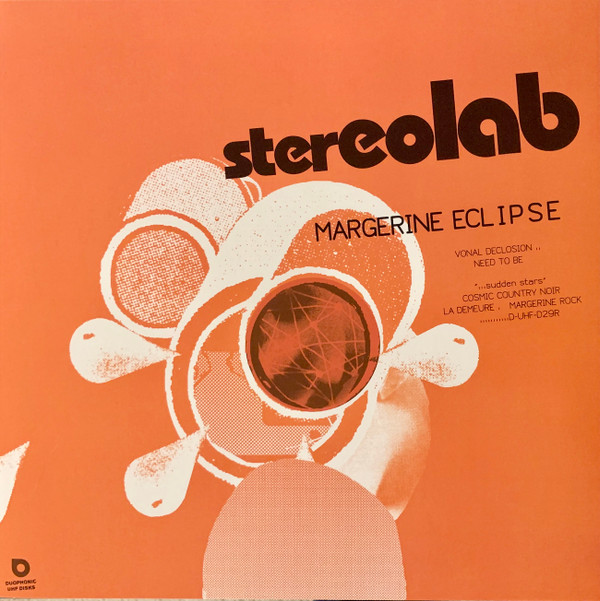 stereolab
MARGERINE ECLIPSE
VONAL DECLOSION ,,
NEED TO BE
"...sudden stars"
COSMIC COUNTRY NOIR
LA DEMEURE , MARGERINE ROCK
,,,,,,,,,,,D-UHF-D29R
DUOPHONIC
UHF DISKS